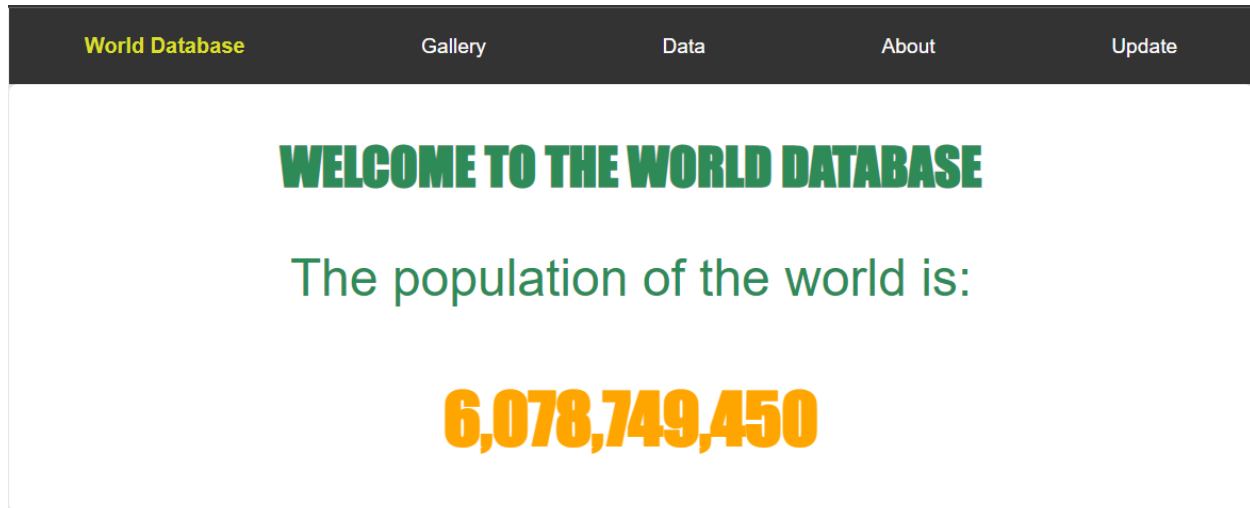 World Database Gallery Data About Update
WELCOME TO THE WORLD DATABASE
The population of the world is:
6,078,749,450